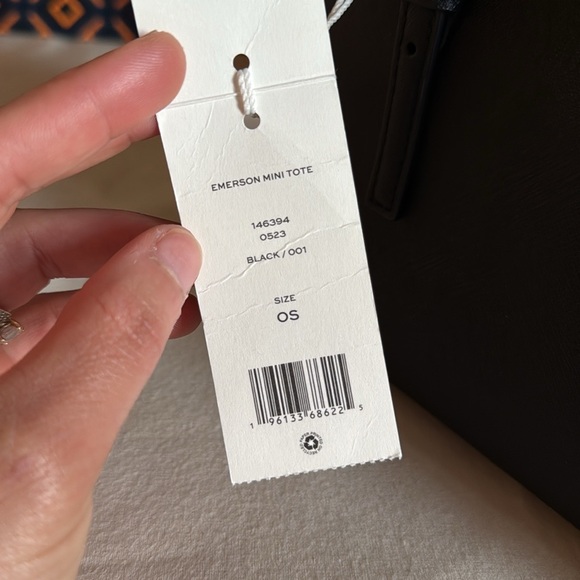 EMERSON MINI TOTE
146394
0523
BLACK / 001
SIZE
OS
1 96133 68622 5